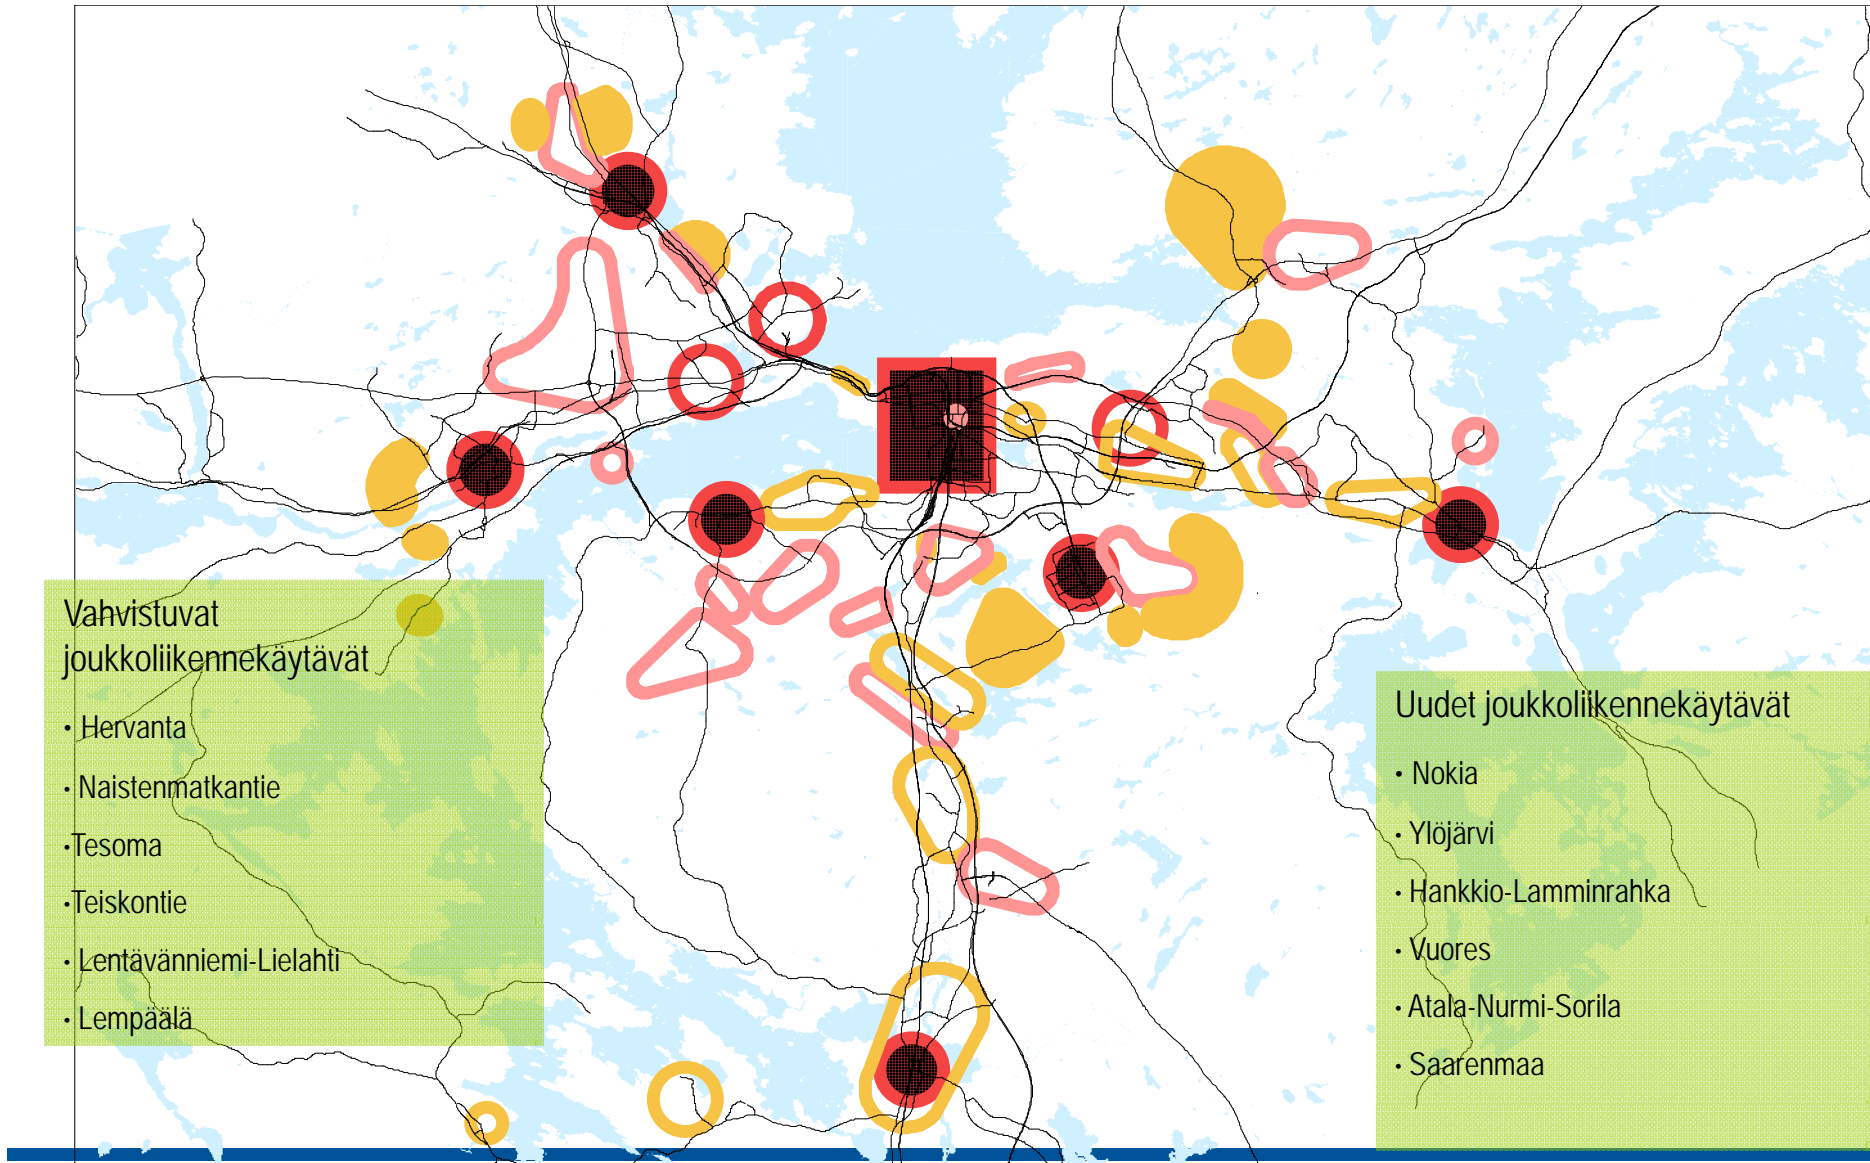 Vahvistuvat
joukkoliikennekäytävät
• Hervanta
• Naistenmatkantie
•Tesoma
•Teiskontie
• Lentävänniemi-Lielahti
• Lempäälä
Uudet joukkoliikennekäytävät
• Nokia
• Ylöjärvi
• Hankkio-Lamminrahka
• Vuores
• Atala-Nurmi-Sorila
• Saarenmaa